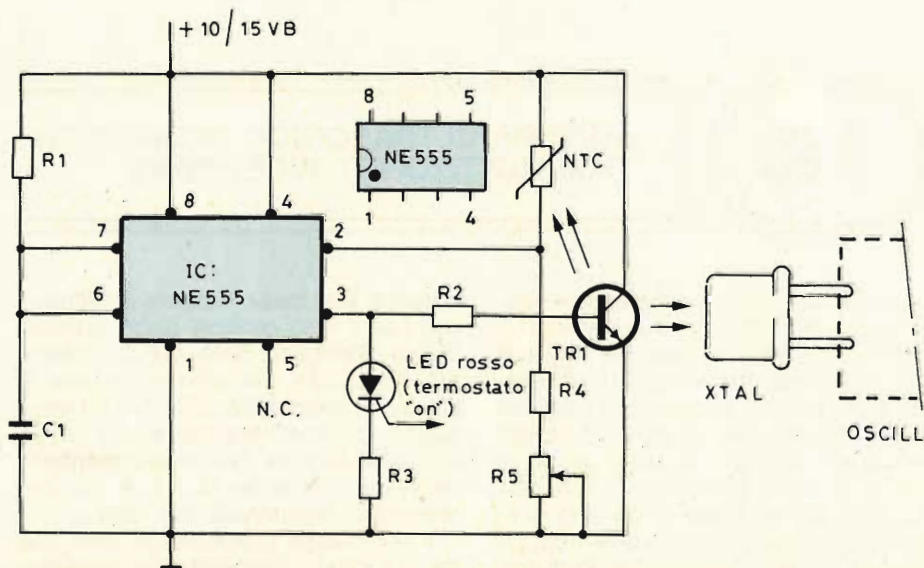 +10/15 VB
R1
8
5
NE555
1
4
NTC
8
4
7
2
IC:
NE555
6
3
R2
1
5
TR1
LED rosso
(termostato
"on")
N.C.
R4
XTAL
C1
R3
R5
OSCILL